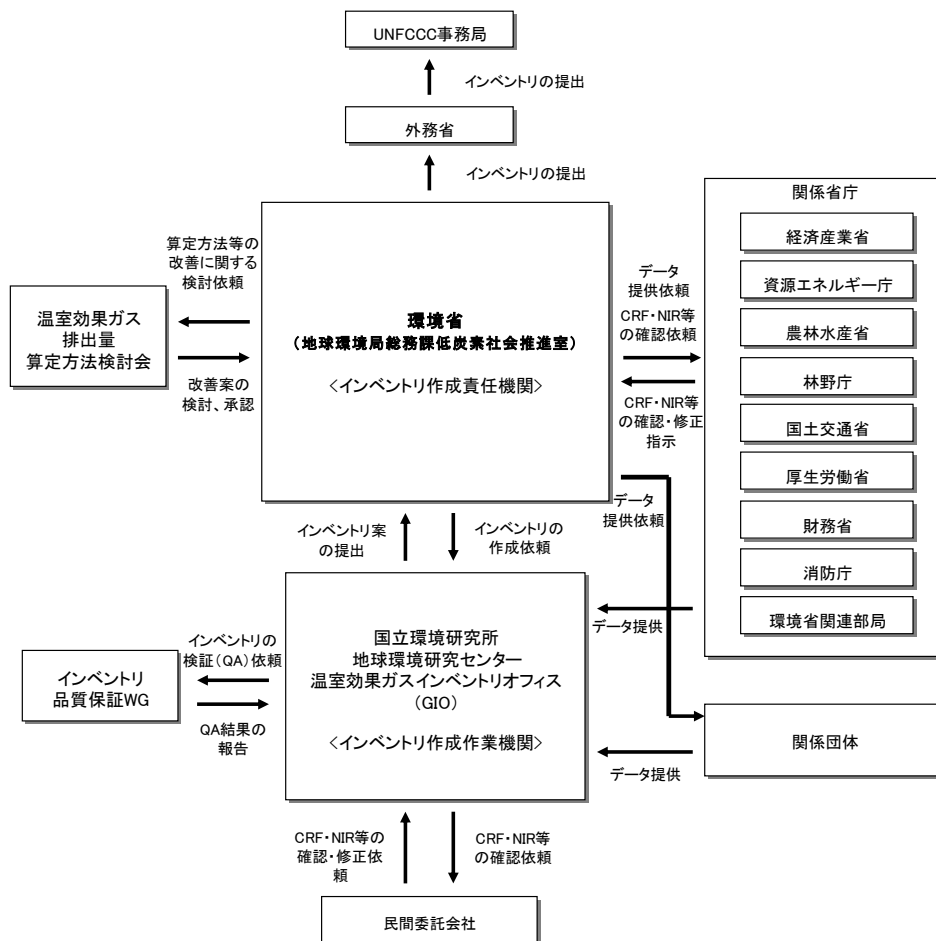 UNFCCC事務局
インベントリの提出
外務省
インベントリの提出
関係省庁
経済産業省
資源エネルギー庁
農林水産省
林野庁
国土交通省
厚生労働省
財務省
消防庁
環境省関連部局
算定方法等の
改善に関する
検討依頼
温室効果ガス
排出量
算定方法検討会
改善案の
検討、承認
環境省
（地球環境局総務課低炭素社会推進室）
＜インベントリ作成責任機関＞
データ
提供依頼
CRF・NIR等
の確認依頼
CRF・NIR等
の確認・修正
指示
データ
提供依頼
インベントリ案
の提出
インベントリの
作成依頼
国立環境研究所
地球環境研究センター
温室効果ガスインベントリオフィス
（GIO）
＜インベントリ作成作業機関＞
データ提供
インベントリの
検証（QA）依頼
インベントリ
品質保証WG
QA結果の
報告
関係団体
データ提供
CRF・NIR等の
確認・修正依
頼
CRF・NIR等
の確認依頼
民間委託会社